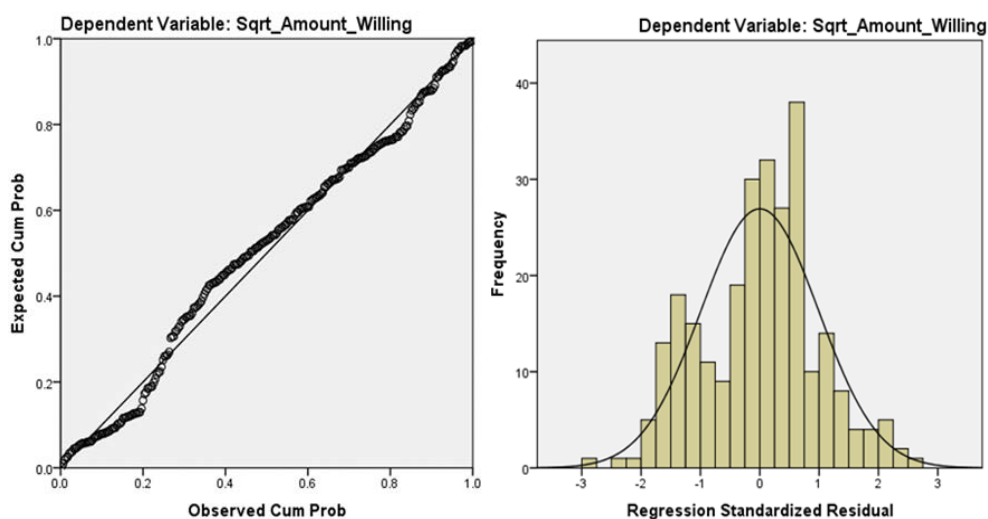 Dependent Variable: Sqrt_Amount_Willing
1.0
0.8
0.6
0.4
0.2
0.0
0.0 0.2 0.4 0.6 0.8 1.0
Expected Cum Prob
Observed Cum Prob
Dependent Variable: Sqrt_Amount_Willing
40
30
20
10
0
-3 -2 -1 0 1 2 3
Frequency
Regression Standardized Residual